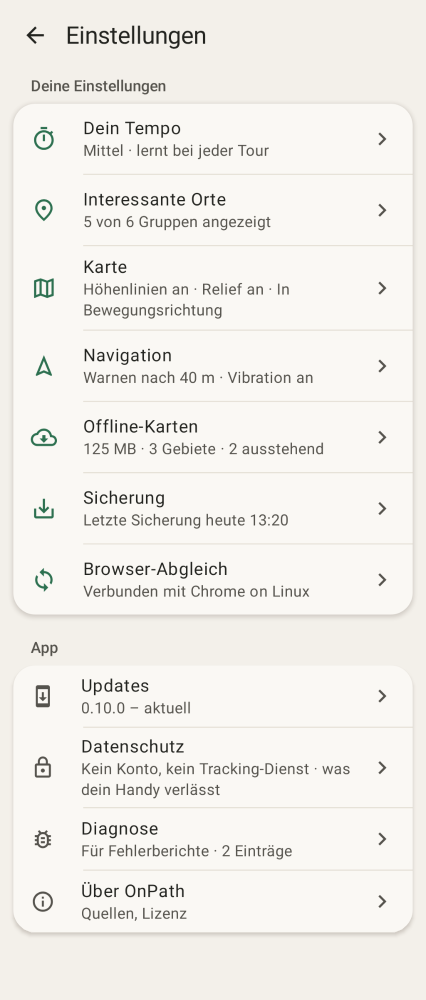 Einstellungen
Deine Einstellungen
Dein Tempo
Mittel · lernt bei jeder Tour
Interessante Orte
5 von 6 Gruppen angezeigt
Karte
Höhenlinien an · Relief an · In
Bewegungsrichtung
Navigation
Warnen nach 40 m · Vibration an
Offline-Karten
125 MB · 3 Gebiete · 2 ausstehend
Sicherung
Letzte Sicherung heute 13:20
Browser-Abgleich
Verbunden mit Chrome on Linux
App
Updates
0.10.0 – aktuell
Datenschutz
Kein Konto, kein Tracking-Dienst · was
dein Handy verlässt
Diagnose
Für Fehlerberichte · 2 Einträge
Über OnPath
Quellen, Lizenz